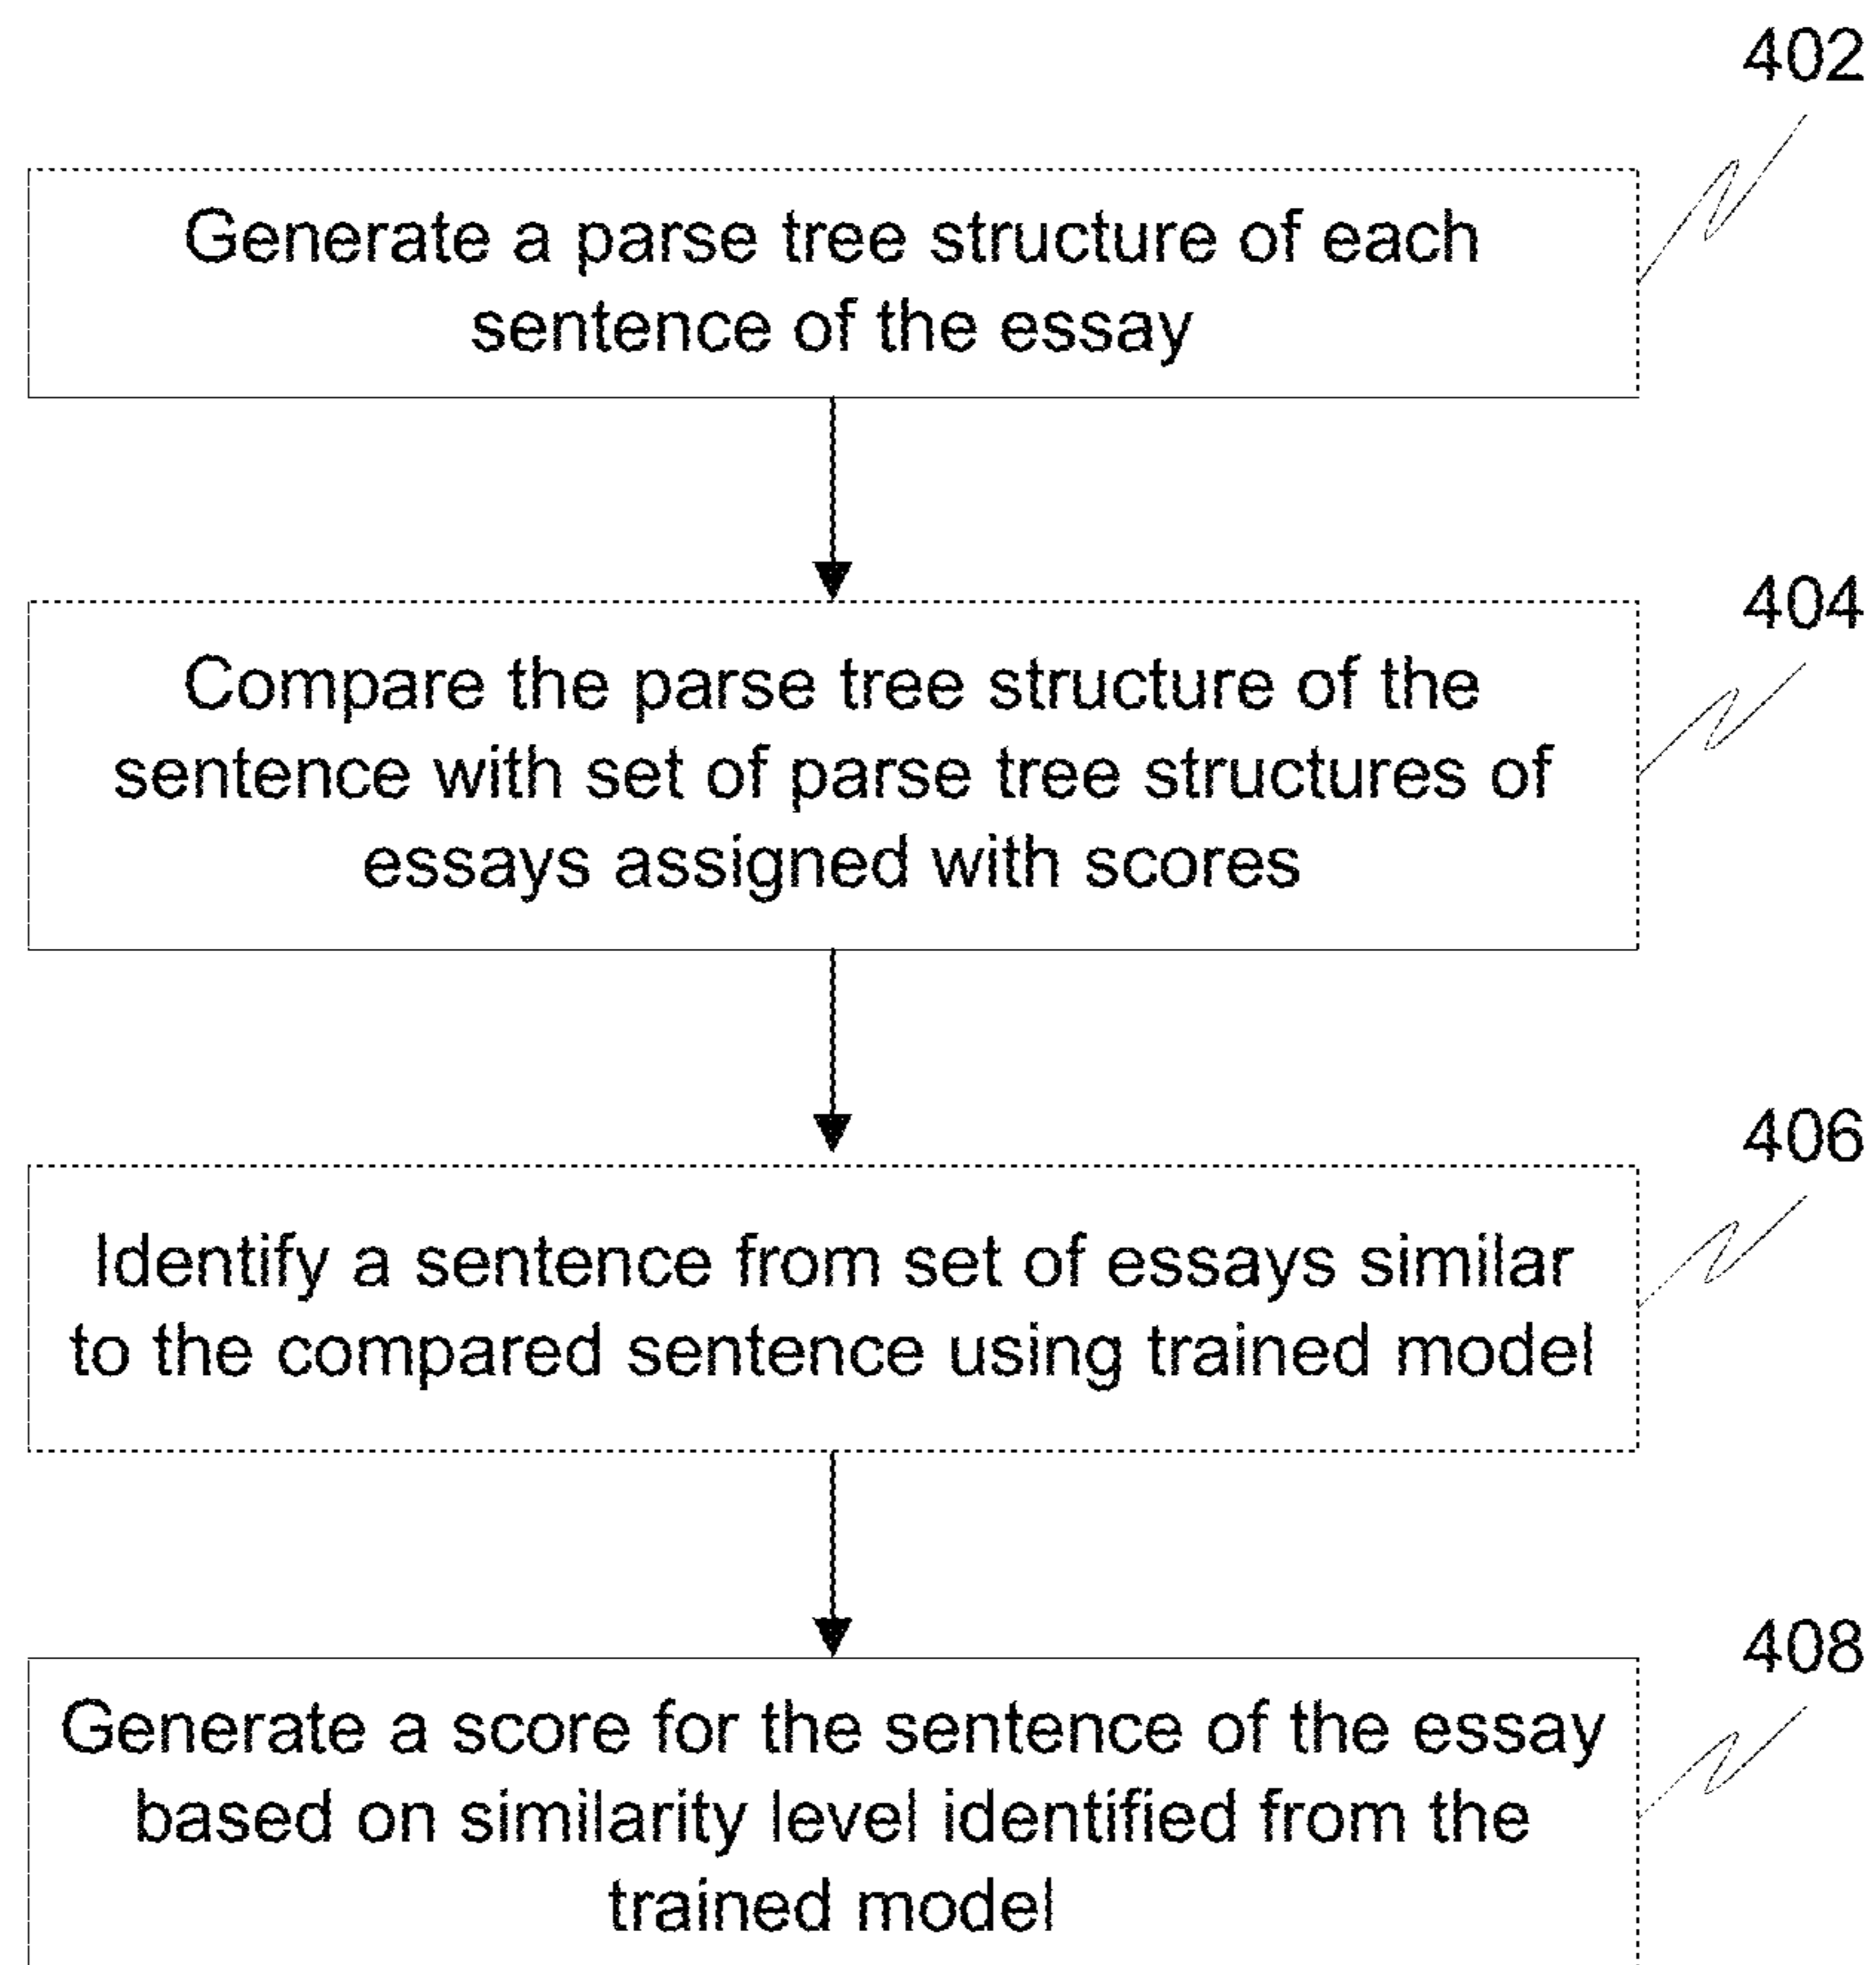 402
Generate a parse tree structure of each
sentence of the essay
404
Compare the parse tree structure of the
sentence with set of parse tree structures of
essays assigned with scores
406
Identify a sentence from set of essays similar
to the compared sentence using trained model
408
Generate a score for the sentence of the essay
based on similarity level identified from the
trained model